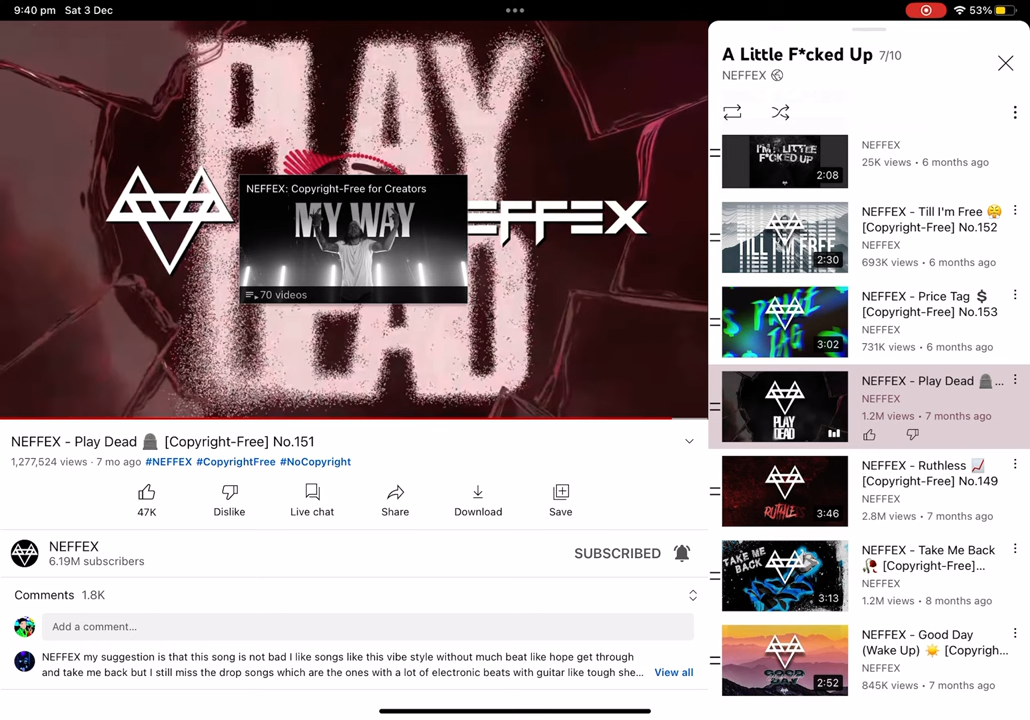 9:40 pm Sat 3 Dec
53%
PLAY
DEAD
NEFFEX: Copyright-Free for Creators
MY WAY
70 videos
NEFFEX - Play Dead 🪦 [Copyright-Free] No.151
1,277,524 views · 7 mo ago #NEFFEX #CopyrightFree #NoCopyright
47K
Dislike
Live chat
Share
Download
Save
NEFFEX
6.19M subscribers
SUBSCRIBED
Comments 1.8K
Add a comment...
NEFFEX my suggestion is that this song is not bad I like songs like this vibe style without much beat like hope get through
and take me back but I still miss the drop songs which are the ones with a lot of electronic beats with guitar like tough she...
View all
A Little F*cked Up 7/10
NEFFEX
I'M A LITTLE
F*CKED UP
2:08
NEFFEX
25K views • 6 months ago
TILL I'M FREE
2:30
NEFFEX - Till I'm Free 😤
[Copyright-Free] No.152
NEFFEX
693K views • 6 months ago
PRICE
TAG
3:02
NEFFEX - Price Tag 💲
[Copyright-Free] No.153
NEFFEX
731K views • 6 months ago
PLAY
DEAD
NEFFEX - Play Dead 🪦 ...
NEFFEX
1.2M views • 7 months ago
RUTHLESS
3:46
NEFFEX - Ruthless 📈
[Copyright-Free] No.149
NEFFEX
2.8M views • 7 months ago
TAKE ME
BACK
3:13
NEFFEX - Take Me Back
🥀 [Copyright-Free]...
NEFFEX
1.2M views • 8 months ago
GOOD
DAY
2:52
NEFFEX - Good Day
(Wake Up) ☀️ [Copyrigh...
NEFFEX
845K views • 7 months ago